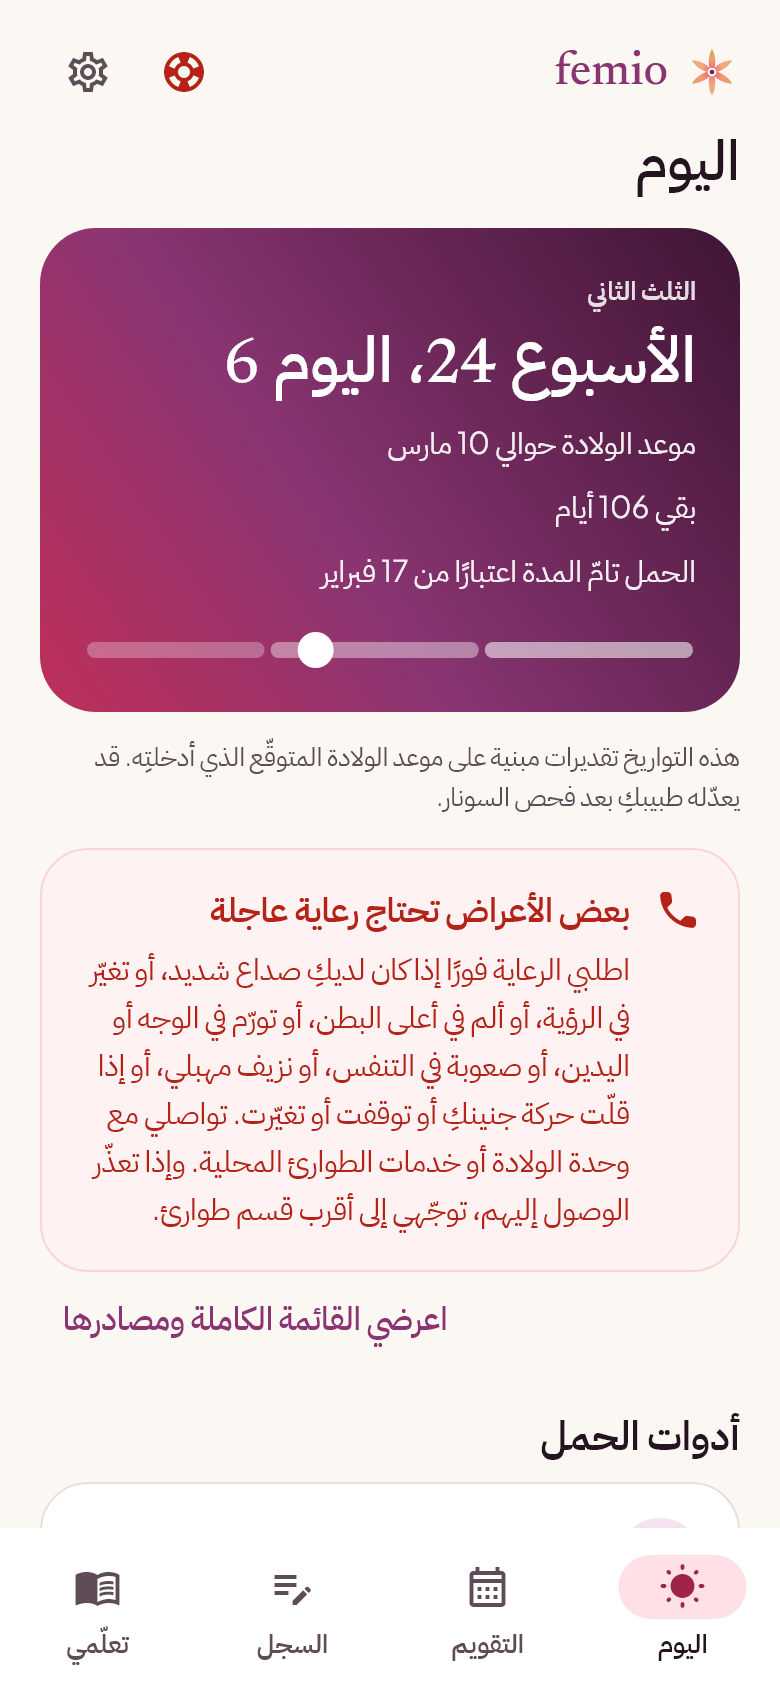 femio
اليوم
الثلث الثاني
الأسبوع 24، اليوم 6
موعد الولادة حوالي 10 مارس
بقي 106 أيام
الحمل تامّ المدة اعتبارًا من 17 فبراير
هذه التواريخ تقديرات مبنية على موعد الولادة المتوقّع الذي أدخلتِه. قد
يعدّله طبيبكِ بعد فحص السونار.
بعض الأعراض تحتاج رعاية عاجلة
اطلبي الرعاية فورًا إذا كان لديكِ صداع شديد، أو تغيّر
في الرؤية، أو ألم في أعلى البطن، أو تورّم في الوجه أو
اليدين، أو صعوبة في التنفس، أو نزيف مهبلي، أو إذا
قلّت حركة جنينكِ أو توقفت أو تغيّرت. تواصلي مع
وحدة الولادة أو خدمات الطوارئ المحلية. وإذا تعذّر
الوصول إليهم، توجّهي إلى أقرب قسم طوارئ.
اعرضي القائمة الكاملة ومصادرها
أدوات الحمل
اليوم
التقويم
السجل
تعلّمي